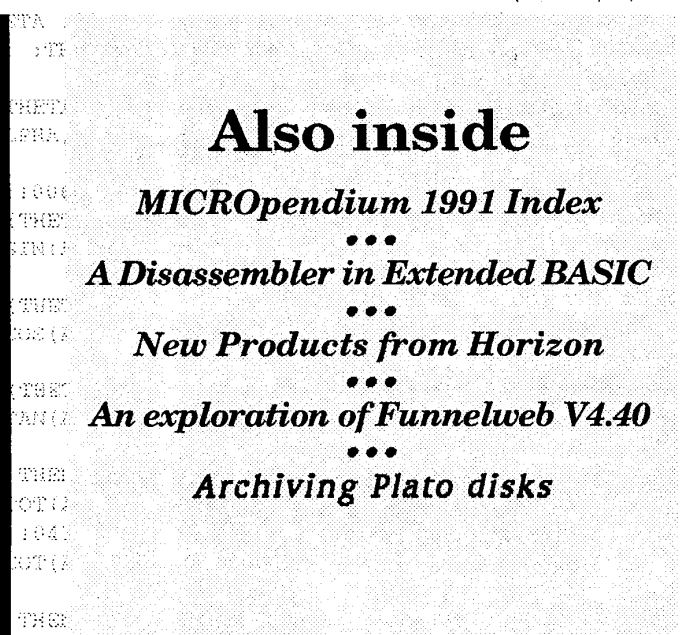 Also inside
MICROpendium 1991 Index
•••
A Disassembler in Extended BASIC
•••
New Products from Horizon
•••
An exploration of Funnelweb V4.40
•••
Archiving Plato disks